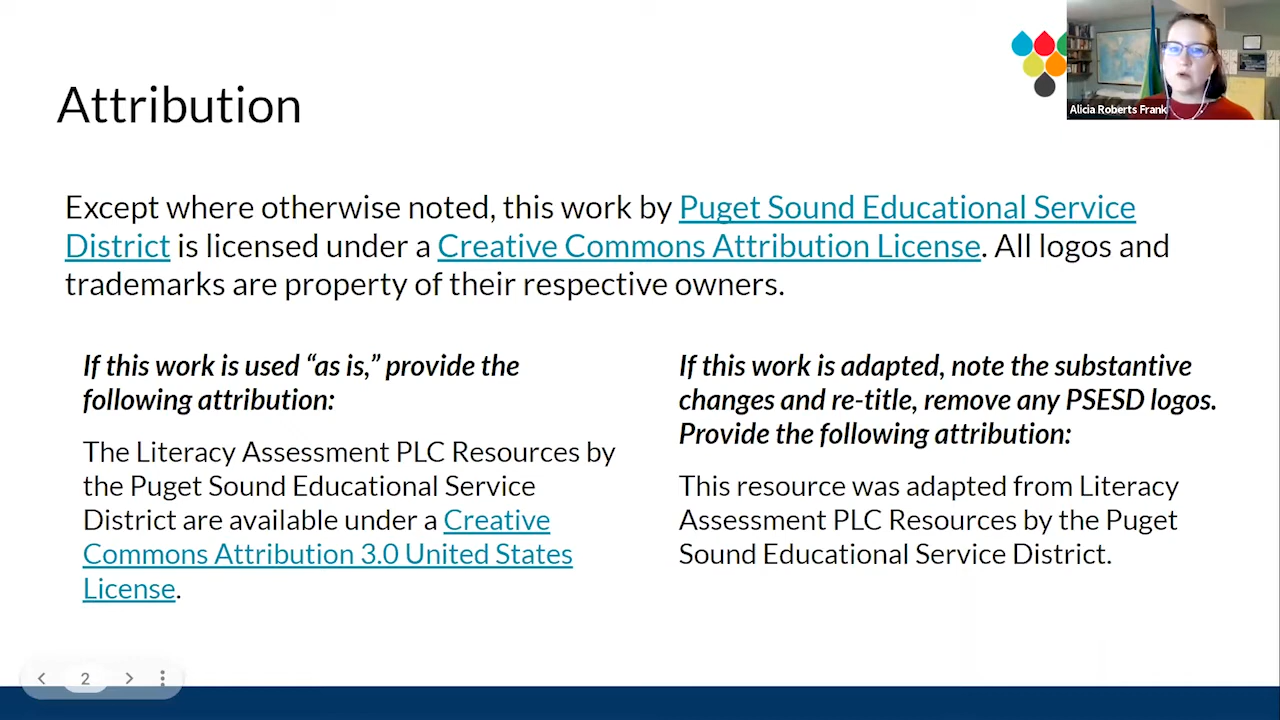 Alicia Roberts Frank
Attribution
Except where otherwise noted, this work by Puget Sound Educational Service
District is licensed under a Creative Commons Attribution License. All logos and
trademarks are property of their respective owners.
If this work is used “as is,” provide the
following attribution:
The Literacy Assessment PLC Resources by
the Puget Sound Educational Service
District are available under a Creative
Commons Attribution 3.0 United States
License.
If this work is adapted, note the substantive
changes and re-title, remove any PSESD logos.
Provide the following attribution:
This resource was adapted from Literacy
Assessment PLC Resources by the Puget
Sound Educational Service District.
2